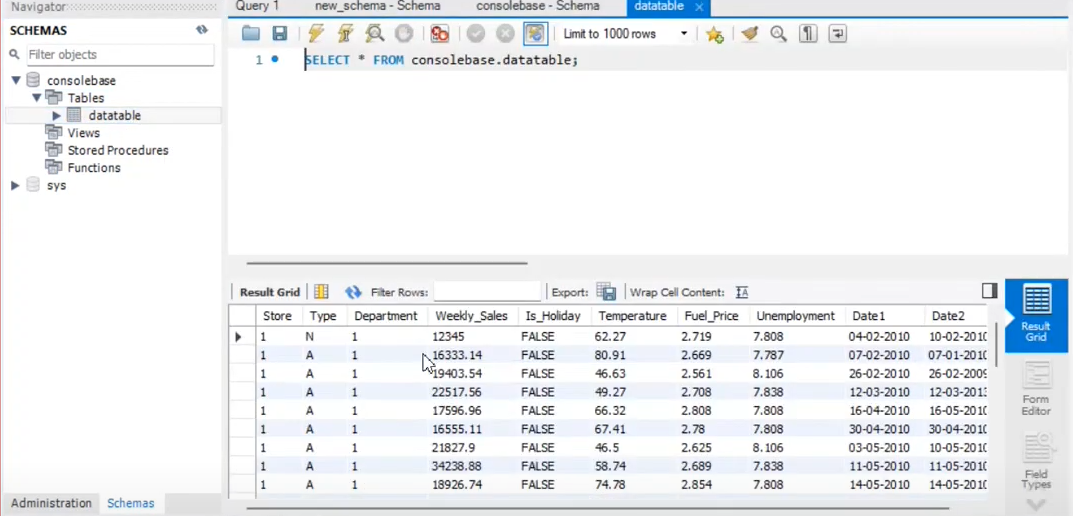 Navigator
Query 1 new_schema - Schema consolebase - Schema datatable
SCHEMAS
Filter objects
consolebase
Tables
datatable
Views
Stored Procedures
Functions
sys
Limit to 1000 rows
1 SELECT * FROM consolebase.datatable;
Result Grid Filter Rows: Export: Wrap Cell Content:
Store Type Department Weekly_Sales Is_Holiday Temperature Fuel_Price Unemployment Date1 Date2
1 N 1 12345 FALSE 62.27 2.719 7.808 04-02-2010 10-02-2010
1 A 1 16333.14 FALSE 80.91 2.669 7.787 07-02-2010 07-01-2010
1 A 1 19403.54 FALSE 46.63 2.561 8.106 26-02-2010 26-02-2009
1 A 1 22517.56 FALSE 49.27 2.708 7.838 12-03-2010 12-03-201
1 A 1 17596.96 FALSE 66.32 2.808 7.808 16-04-2010 16-05-2010
1 A 1 16555.11 FALSE 67.41 2.78 7.808 30-04-2010 30-04-2010
1 A 1 21827.9 FALSE 46.5 2.625 8.106 03-05-2010 10-05-2010
1 A 1 34238.88 FALSE 58.74 2.689 7.838 11-05-2010 11-05-2010
1 A 1 18926.74 FALSE 74.78 2.854 7.808 14-05-2010 14-05-2010
Result
Grid
Form
Editor
Field
Types
Administration Schemas